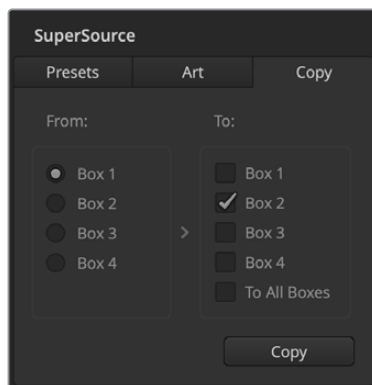 SuperSource
Presets Art Copy
From: To:
Box 1 Box 1
Box 2 Box 2
Box 3 Box 3
Box 4 Box 4
To All Boxes
Copy